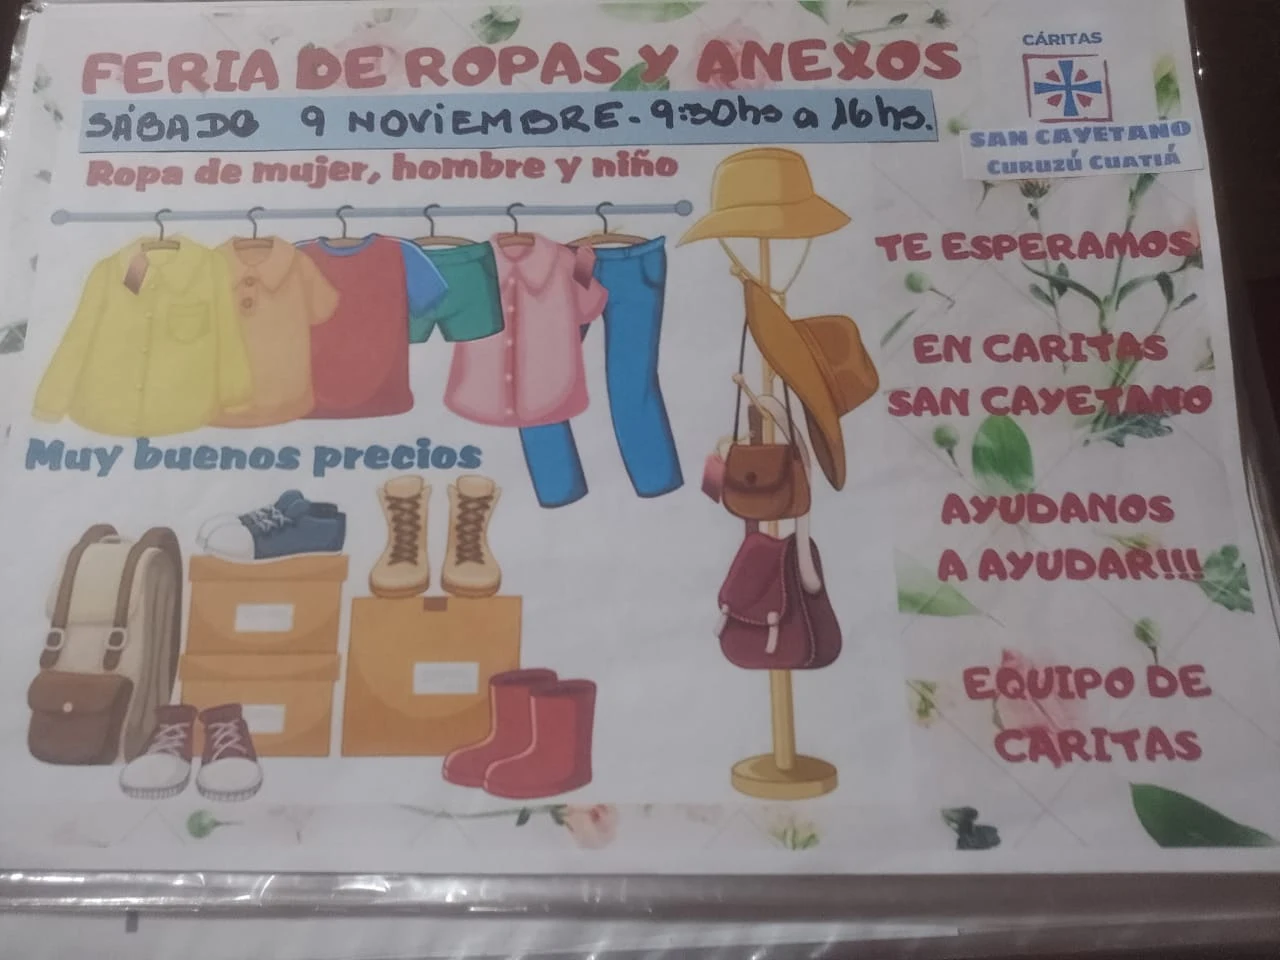 FERIA DE ROPAS Y ANEXOS
SÁBADO 9 NOVIEMBRE. 9:30hs a 16hs.
Ropa de mujer, hombre y niño
CÁRITAS
SAN CAYETANO
CURUZÚ CUATIÁ
TE ESPERAMOS
EN CARITAS
SAN CAYETANO
Muy buenos precios
AYUDANOS
A AYUDAR!!!
EQUIPO DE
CARITAS